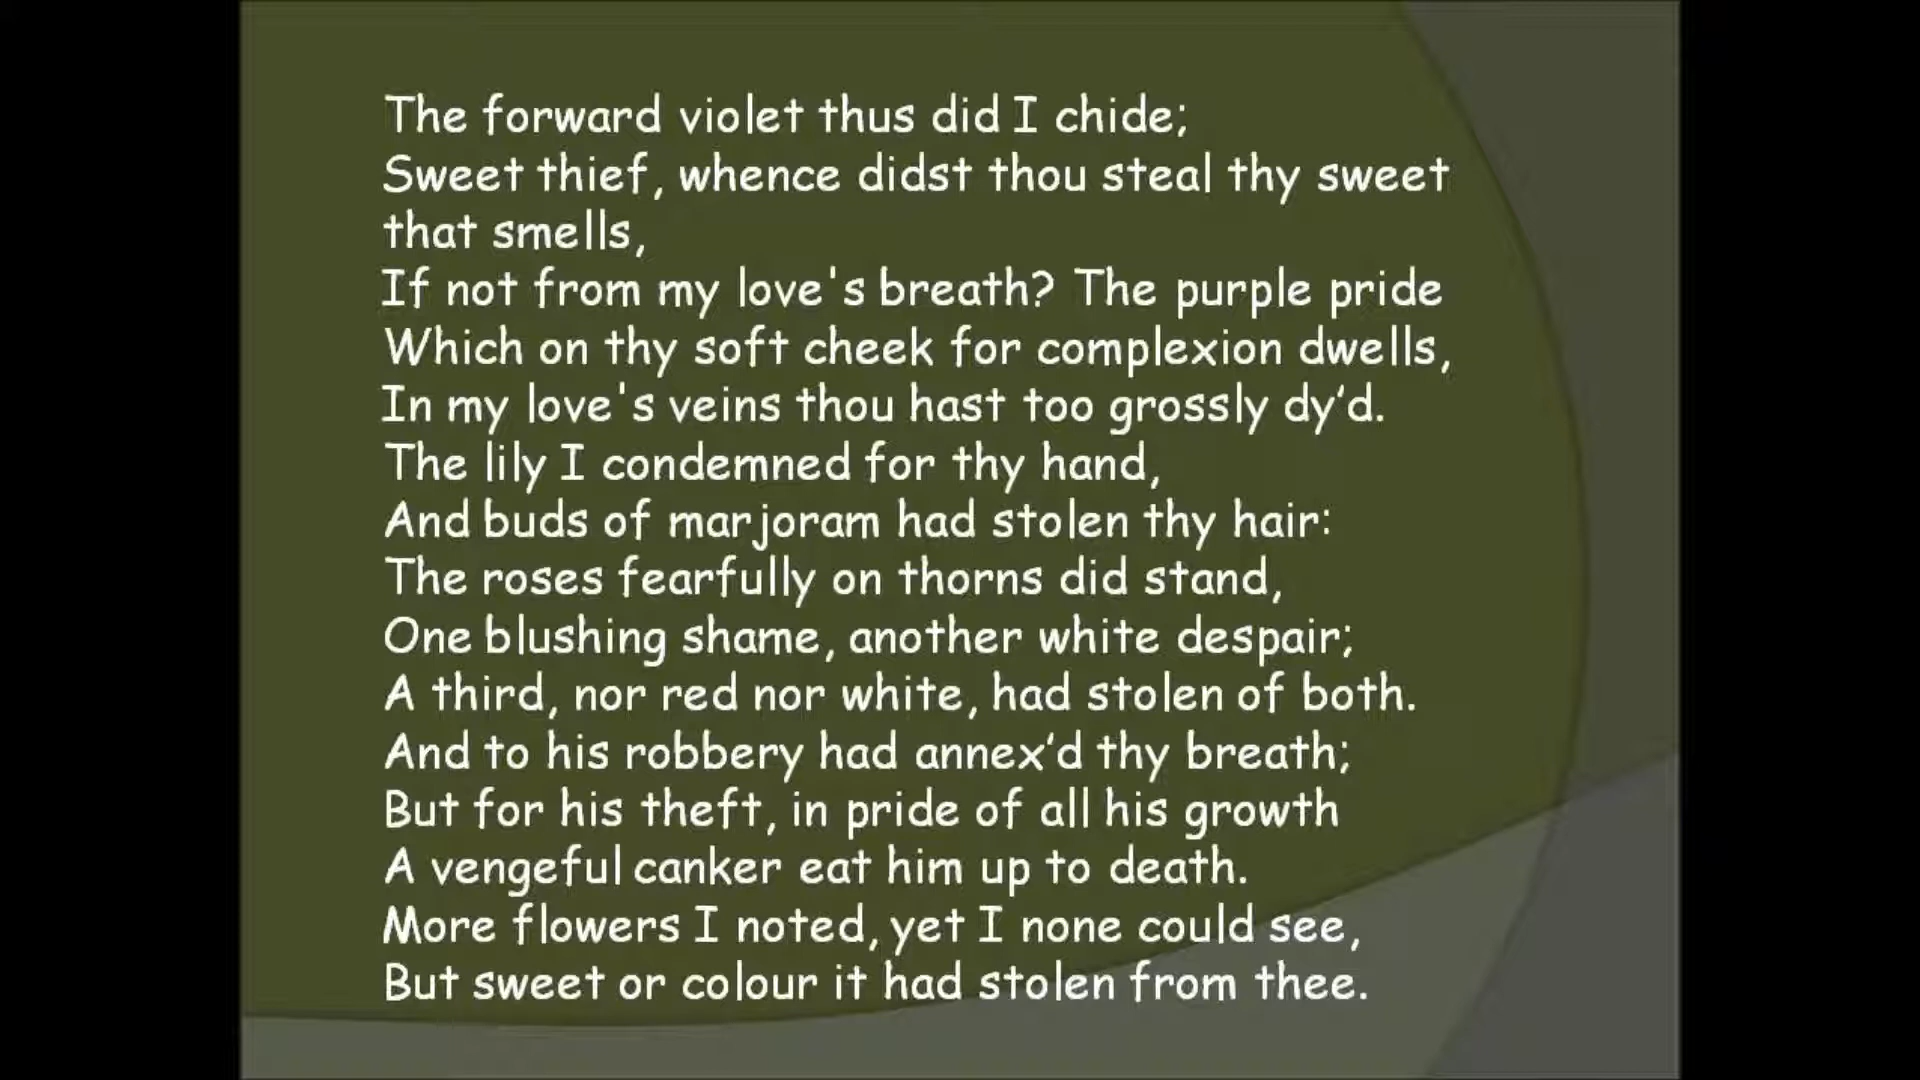 The forward violet thus did I chide;
Sweet thief, whence didst thou steal thy sweet
that smells,
If not from my love's breath? The purple pride
Which on thy soft cheek for complexion dwells,
In my love's veins thou hast too grossly dy’d.
The lily I condemned for thy hand,
And buds of marjoram had stolen thy hair:
The roses fearfully on thorns did stand,
One blushing shame, another white despair;
A third, nor red nor white, had stolen of both.
And to his robbery had annex’d thy breath;
But for his theft, in pride of all his growth
A vengeful canker eat him up to death.
More flowers I noted, yet I none could see,
But sweet or colour it had stolen from thee.